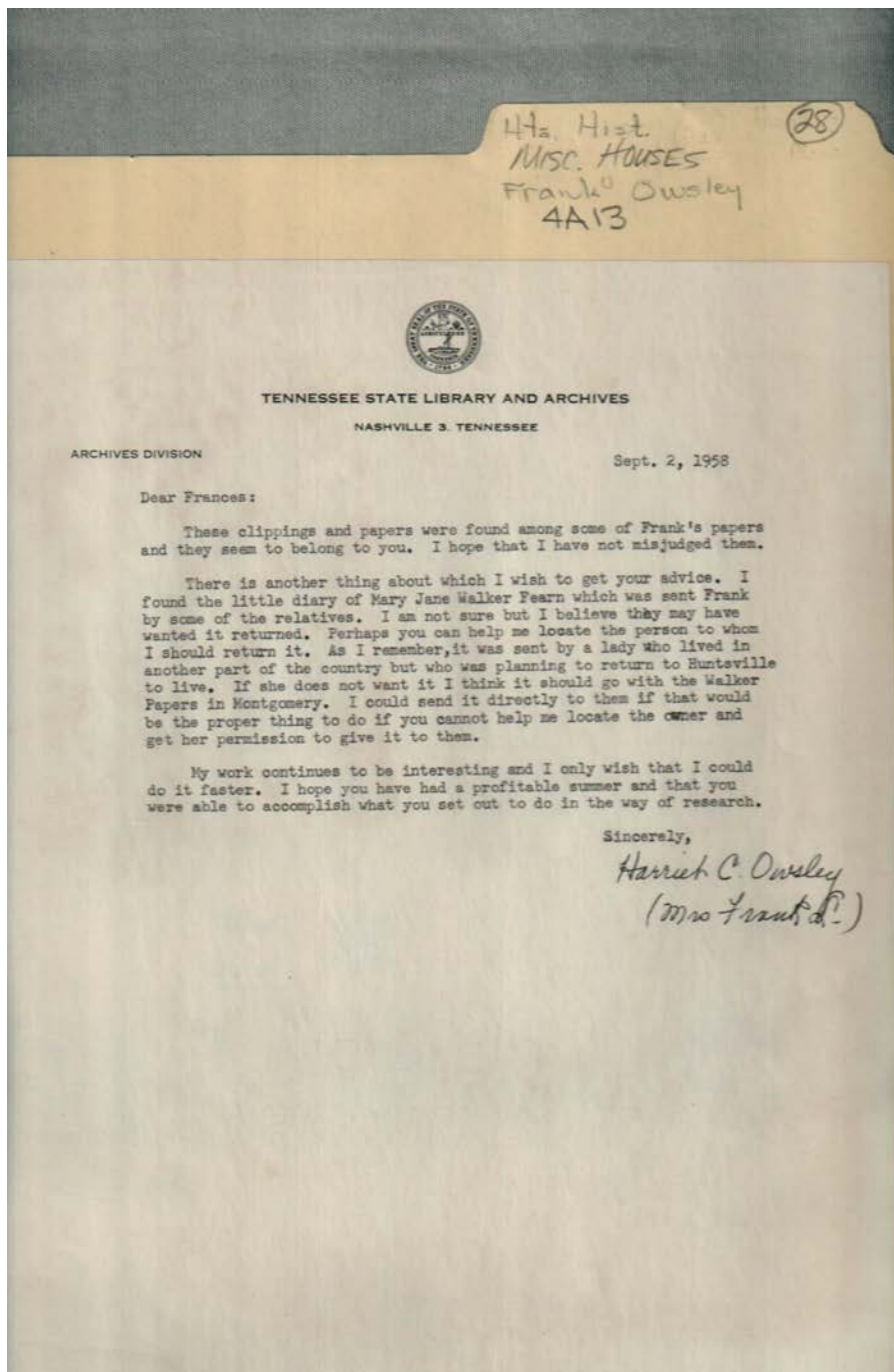 Hts. Hist.
28
MISC. HOUSES
Frank Owsley
4A13
TENNESSEE STATE LIBRARY AND ARCHIVES
NASHVILLE 3. TENNESSEE
ARCHIVES DIVISION
Sept. 2, 1958
Dear Frances:
These clippings and papers were found among some of Frank's papers
and they seem to belong to you. I hope that I have not misjudged them.
There is another thing about which I wish to get your advice. I
found the little diary of Mary Jane Walker Fearn which was sent Frank
by some of the relatives. I am not sure but I believe they may have
wanted it returned. Perhaps you can help me locate the person to whom
I should return it. As I remember,it was sent by a lady who lived in
another part of the country but who was planning to return to Huntsville
to live. If she does not want it I think it should go with the Walker
Papers in Montgomery. I could send it directly to them if that would
be the proper thing to do if you cannot help me locate the owner and
get her permission to give it to them.
My work continues to be interesting and I only wish that I could
do it faster. I hope you have had a profitable summer and that you
were able to accomplish what you set out to do in the way of research.
Sincerely,
Harriet C. Owsley
(Mrs Frank L.)